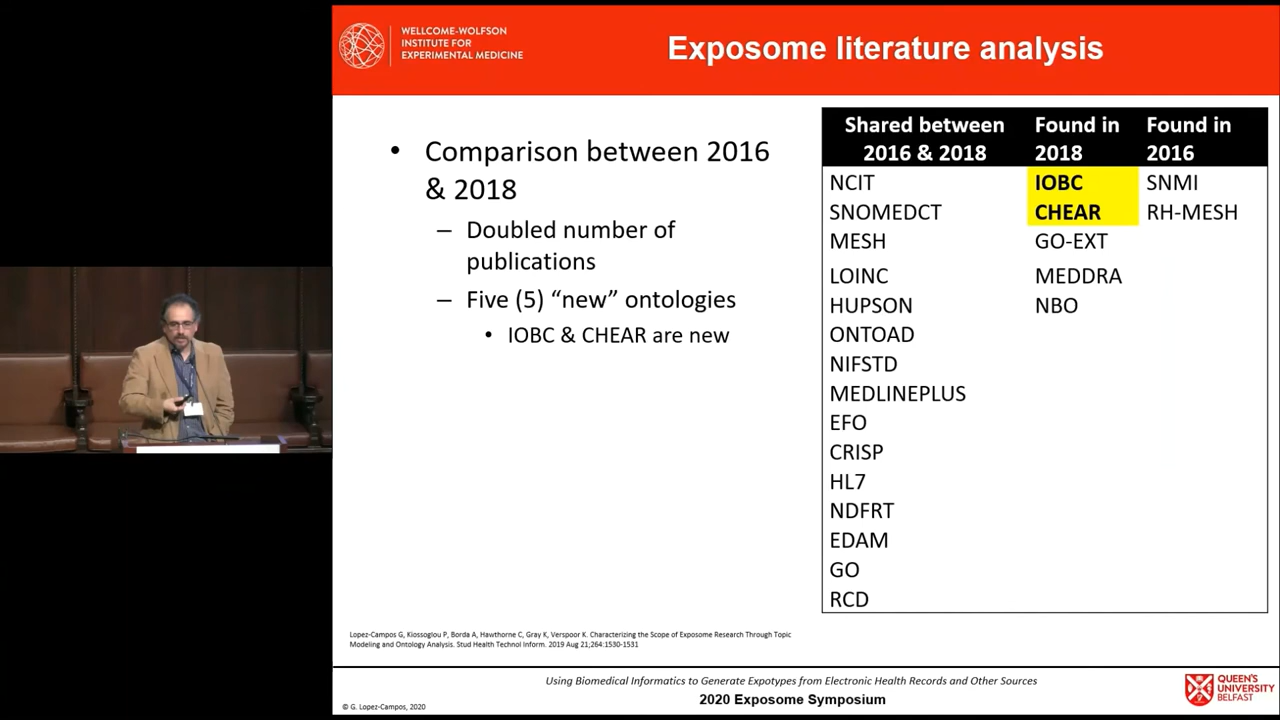 WELLCOME-WOLFSON
INSTITUTE FOR
EXPERIMENTAL MEDICINE
Exposome literature analysis
• Comparison between 2016
& 2018
– Doubled number of
publications
– Five (5) “new” ontologies
• IOBC & CHEAR are new
Shared between 2016 & 2018 Found in 2018 Found in 2016
NCIT IOBC SNMI
SNOMEDCT CHEAR RH-MESH
MESH GO-EXT
LOINC MEDDRA
HUPSON NBO
ONTOAD
NIFSTD
MEDLINEPLUS
EFO
CRISP
HL7
NDFRT
EDAM
GO
RCD
Lopez-Campos G, Kiossoglou P, Borda A, Hawthorne C, Gray K, Verspoor K. Characterizing the Scope of Exposome Research Through Topic
Modeling and Ontology Analysis. Stud Health Technol Inform. 2019 Aug 21;264:1530-1531
Using Biomedical Informatics to Generate Expotypes from Electronic Health Records and Other Sources
2020 Exposome Symposium
© G. Lopez-Campos, 2020
QUEEN'S
UNIVERSITY
BELFAST